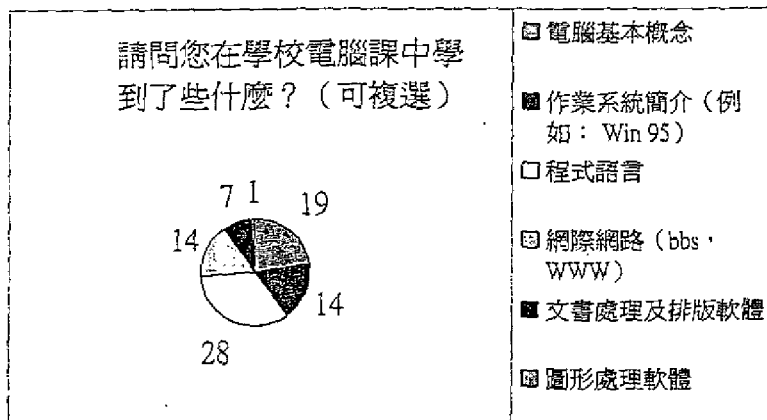 請問您在學校電腦課中學
到了些什麼？（可複選）
7 1
19
14
14
28
電腦基本概念
作業系統簡介（例
如： Win 95）
程式語言
網際網路（bbs，
WWW）
文書處理及排版軟體
圖形處理軟體